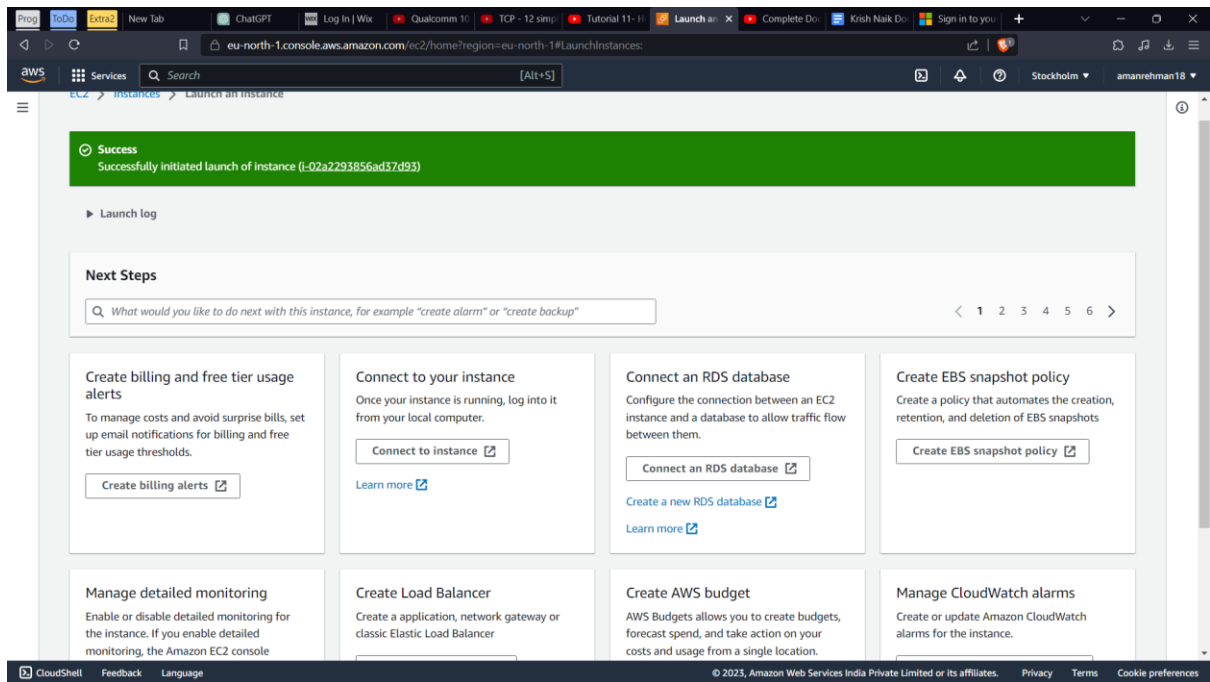 Prog ToDo Extra2 New Tab ChatGPT WIX Log In | Wix Qualcomm 10 TCP - 12 simpl Tutorial 11- H Launch an Complete Doc Krish Naik Doc Sign in to you
eu-north-1.console.aws.amazon.com/ec2/home?region=eu-north-1#LaunchInstances:
aws Services Search [Alt+S] Stockholm amanrehman18
EC2 > Instances > Launch an instance
Success
Successfully initiated launch of instance (i-02a2293856ad37d93)
Launch log
Next Steps
What would you like to do next with this instance, for example "create alarm" or "create backup"
1 2 3 4 5 6
Create billing and free tier usage
alerts
To manage costs and avoid surprise bills, set
up email notifications for billing and free
tier usage thresholds.
Create billing alerts
Connect to your instance
Once your instance is running, log into it
from your local computer.
Connect to instance
Learn more
Connect an RDS database
Configure the connection between an EC2
instance and a database to allow traffic flow
between them.
Connect an RDS database
Create a new RDS database
Learn more
Create EBS snapshot policy
Create a policy that automates the creation,
retention, and deletion of EBS snapshots
Create EBS snapshot policy
Manage detailed monitoring
Enable or disable detailed monitoring for
the instance. If you enable detailed
monitoring, the Amazon EC2 console
Create Load Balancer
Create a application, network gateway or
classic Elastic Load Balancer
Create AWS budget
AWS Budgets allows you to create budgets,
forecast spend, and take action on your
costs and usage from a single location.
Manage CloudWatch alarms
Create or update Amazon CloudWatch
alarms for the instance.
CloudShell Feedback Language © 2023, Amazon Web Services India Private Limited or its affiliates. Privacy Terms Cookie preferences